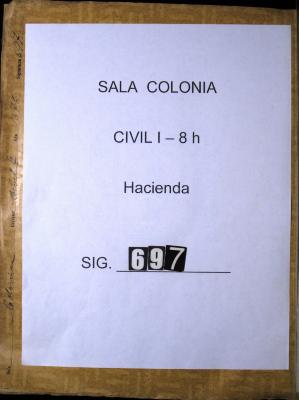 SALA COLONIA
CIVIL I – 8 h
Hacienda
SIG. 697